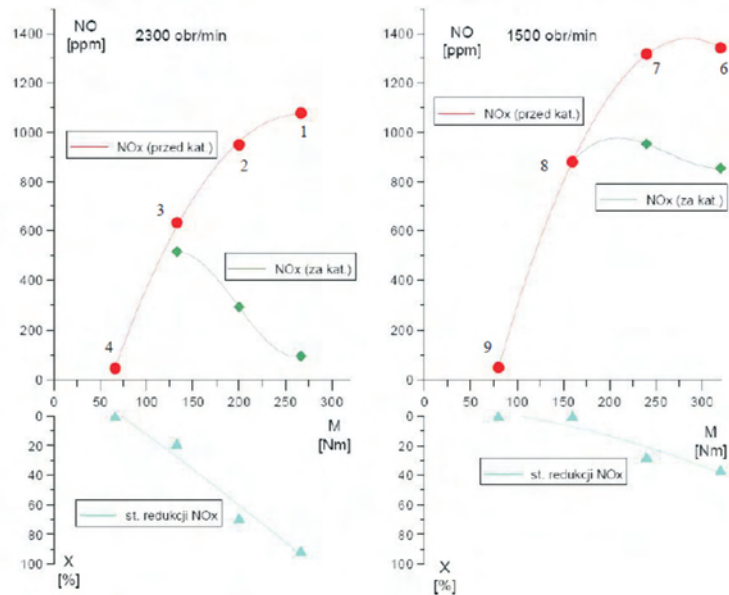 NO
[ppm]
2300 obr/min
1400
1200
1000
800
600
400
200
0
NOx (przed kat.)
NOx (za kat.)
1
2
3
4
0 50 100 150 200 250 300
M
[Nm]
0
20
40
60
80
100
st. redukcji NOx
X
[%]
NO
[ppm]
1500 obr/min
1400
1200
1000
800
600
400
200
0
NOx (przed kat.)
NOx (za kat.)
7
6
8
9
0 50 100 150 200 250 300
M
[Nm]
0
20
40
60
80
100
st. redukcji NOx
X
[%]